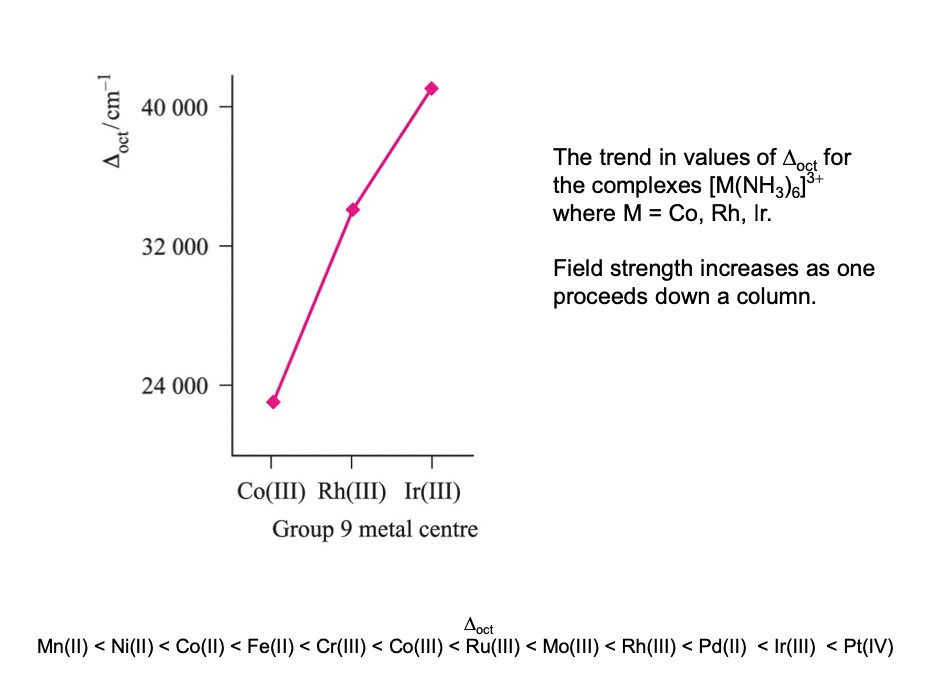 Δoct/cm−1
40 000
32 000
24 000
Co(III) Rh(III) Ir(III)
Group 9 metal centre
The trend in values of Δoct for
the complexes [M(NH3)6]3+
where M = Co, Rh, Ir.
Field strength increases as one
proceeds down a column.
Δoct
Mn(II) < Ni(II) < Co(II) < Fe(II) < Cr(III) < Co(III) < Ru(III) < Mo(III) < Rh(III) < Pd(II) < Ir(III) < Pt(IV)